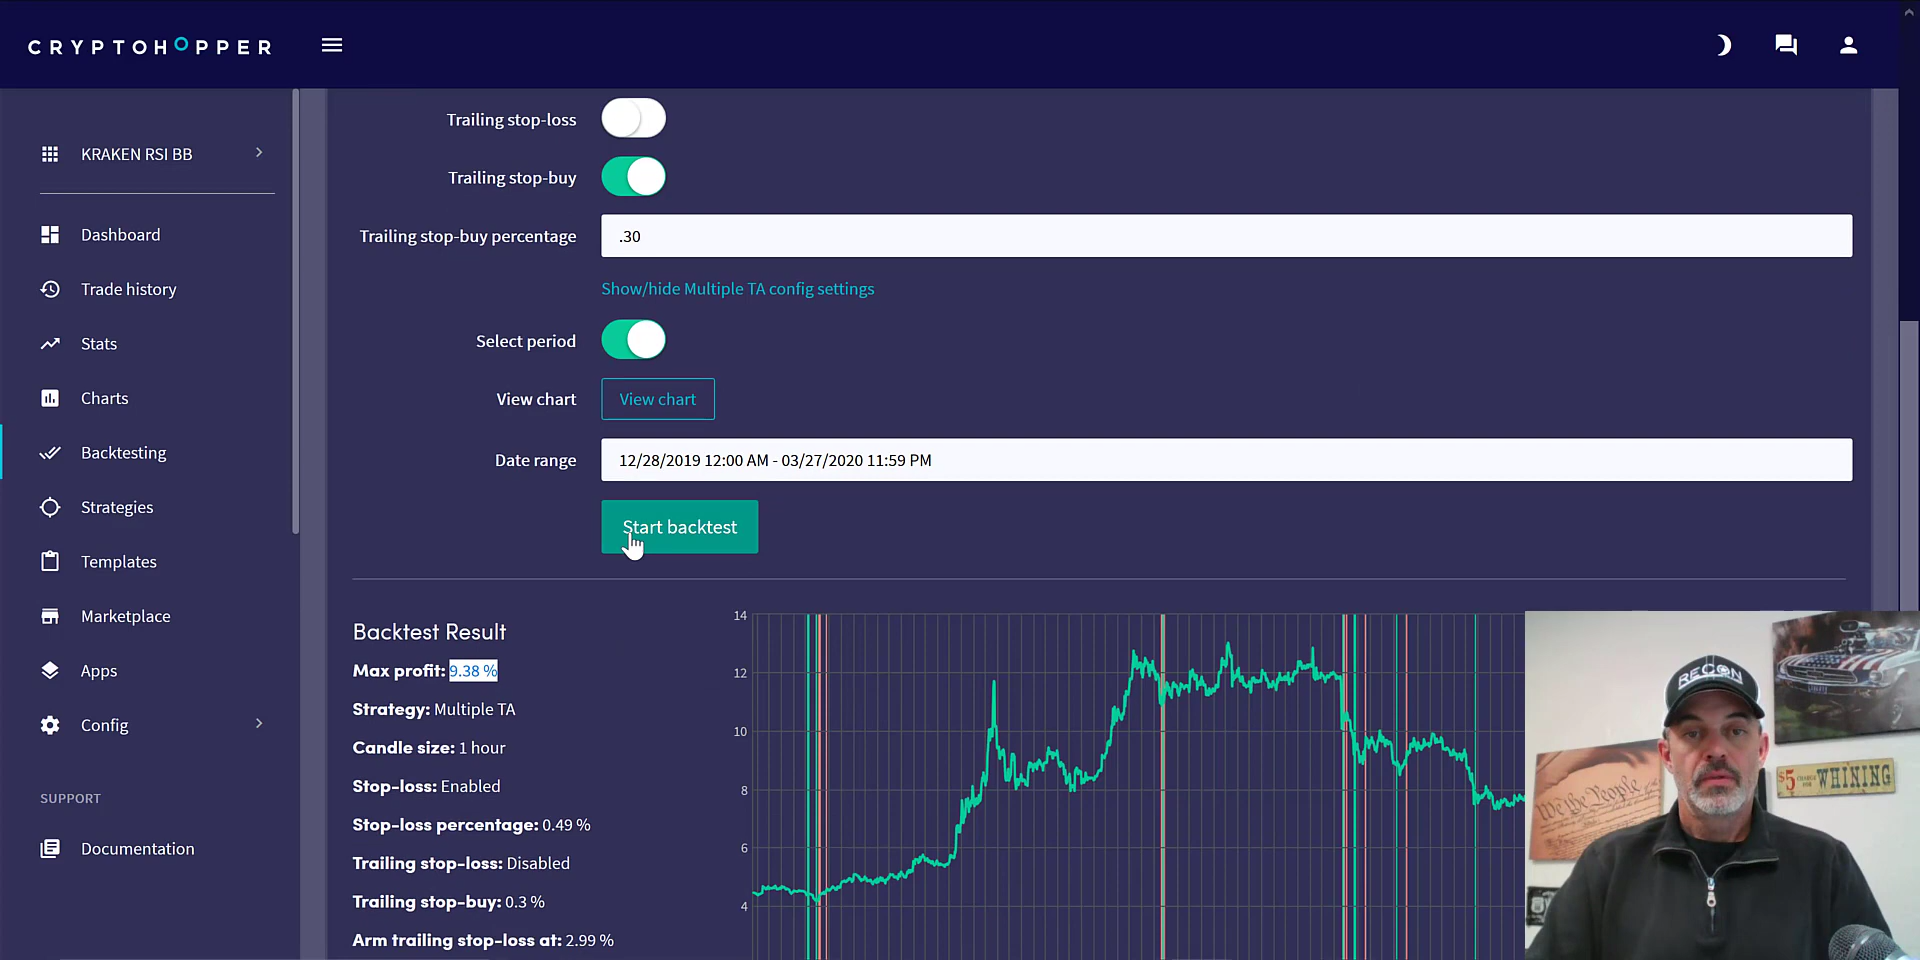 CRYPTOHOPPER
KRAKEN RSI BB
Dashboard
Trade history
Stats
Charts
Backtesting
Strategies
Templates
Marketplace
Apps
Config
SUPPORT
Documentation
Trailing stop-loss
Trailing stop-buy
Trailing stop-buy percentage
.30
Show/hide Multiple TA config settings
Select period
View chart
View chart
Date range
12/28/2019 12:00 AM - 03/27/2020 11:59 PM
Start backtest
Backtest Result
Max profit: 9.38 %
Strategy: Multiple TA
Candle size: 1 hour
Stop-loss: Enabled
Stop-loss percentage: 0.49 %
Trailing stop-loss: Disabled
Trailing stop-buy: 0.3 %
Arm trailing stop-loss at: 2.99 %
14
12
10
8
6
4
RECON
We the People
$5 CHARGE FOR WHINING